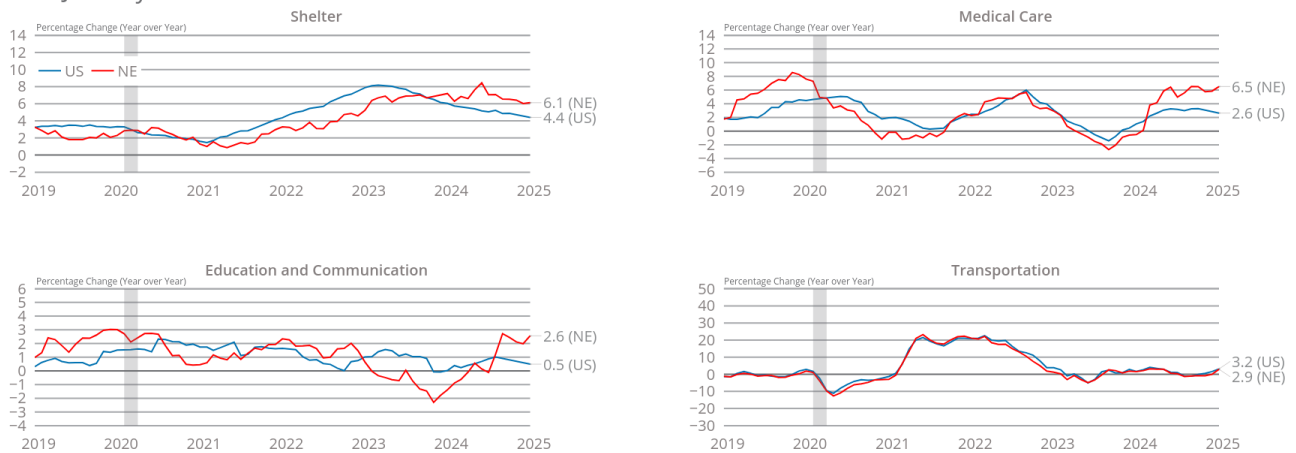 Shelter
Percentage Change (Year over Year)
14
12
10
8
6
4
2
0
−2
US NE
6.1 (NE)
4.4 (US)
2019 2020 2021 2022 2023 2024 2025
Medical Care
Percentage Change (Year over Year)
14
12
10
8
6
4
2
0
−2
−4
−6
6.5 (NE)
2.6 (US)
2019 2020 2021 2022 2023 2024 2025
Education and Communication
Percentage Change (Year over Year)
6
5
4
3
2
1
0
−1
−2
−3
−4
2.6 (NE)
0.5 (US)
2019 2020 2021 2022 2023 2024 2025
Transportation
Percentage Change (Year over Year)
50
40
30
20
10
0
−10
−20
−30
3.2 (US)
2.9 (NE)
2019 2020 2021 2022 2023 2024 2025